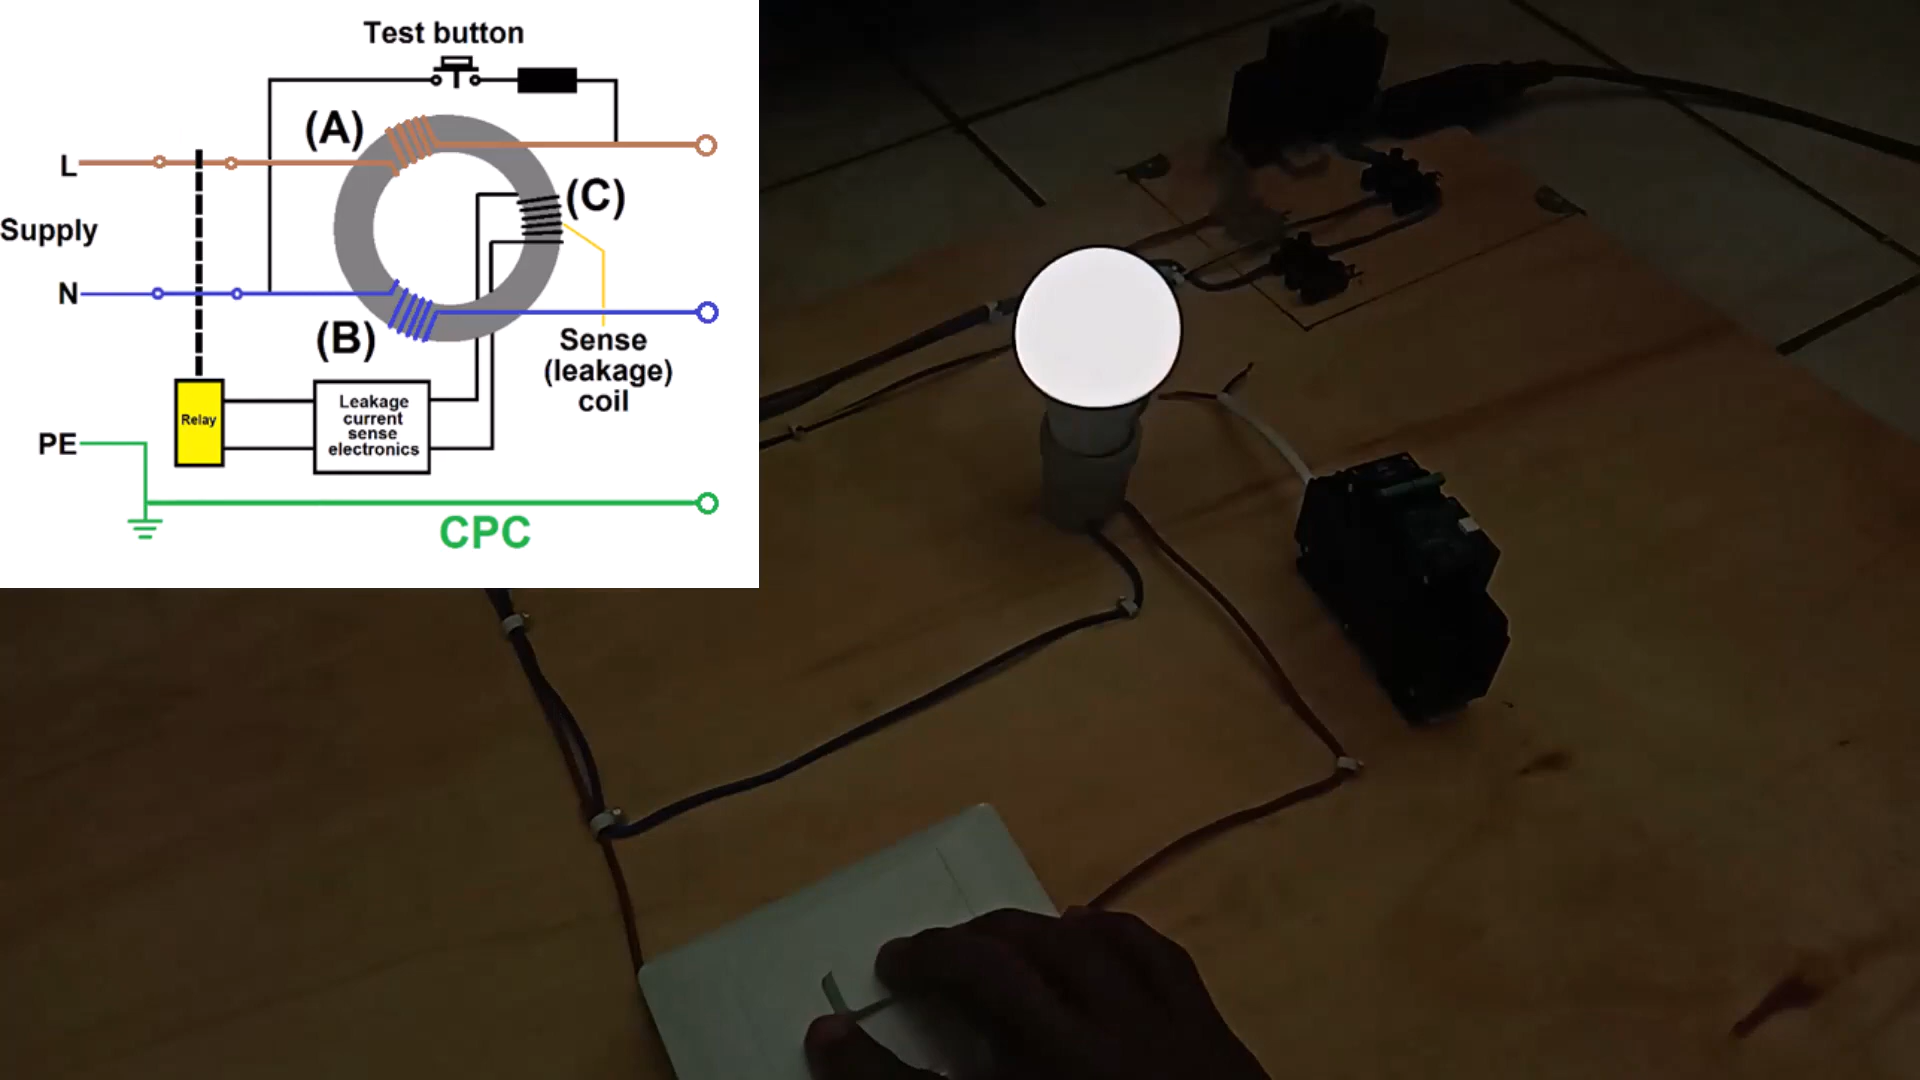 Test button
(A)
L
(C)
Supply
N
(B)
Sense
(leakage)
coil
Relay
Leakage
current
sense
electronics
PE
CPC